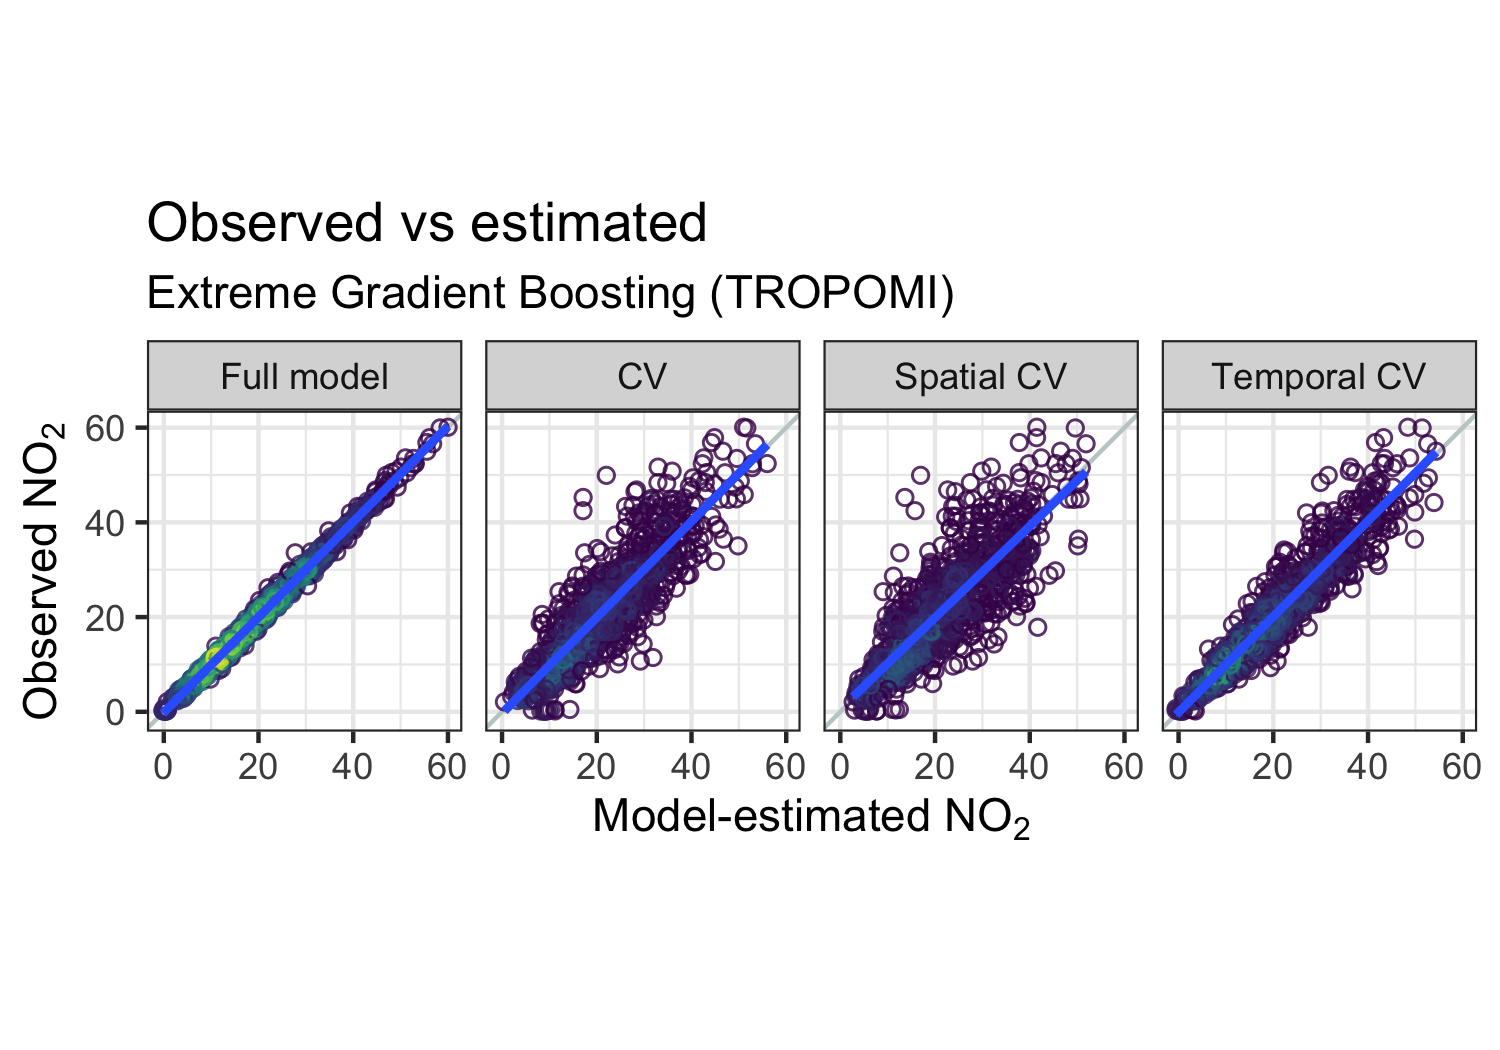 Observed vs estimated
Extreme Gradient Boosting (TROPOMI)
Full model
CV
Spatial CV
Temporal CV
Observed NO₂
60
40
20
0
0 20 40 60
0 20 40 60
0 20 40 60
0 20 40 60
Model-estimated NO₂